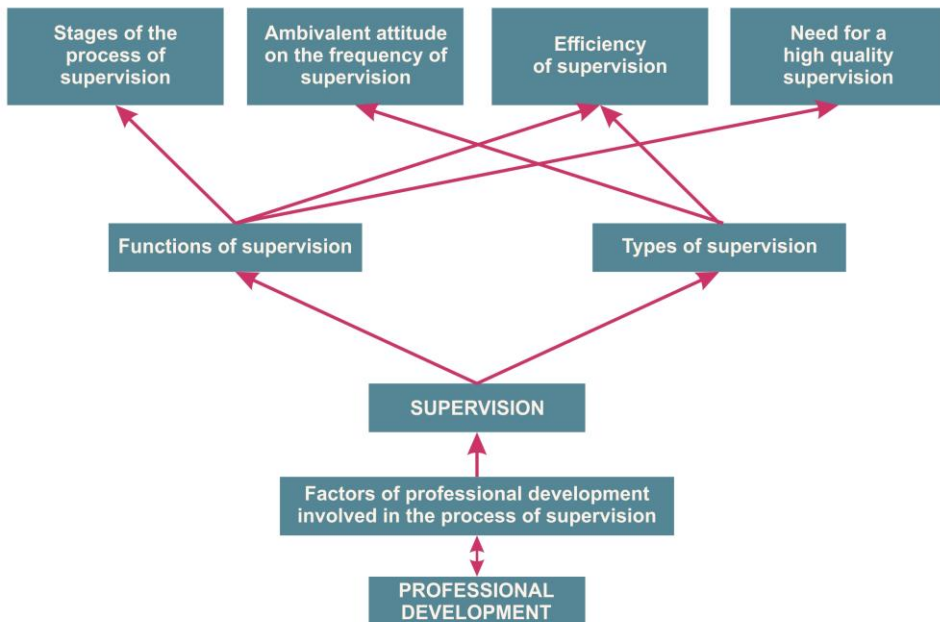 Stages of the
process of
supervision
Ambivalent attitude
on the frequency of
supervision
Efficiency
of supervision
Need for a
high quality
supervision
Functions of supervision
Types of supervision
SUPERVISION
Factors of professional development
involved in the process of supervision
PROFESSIONAL
DEVELOPMENT